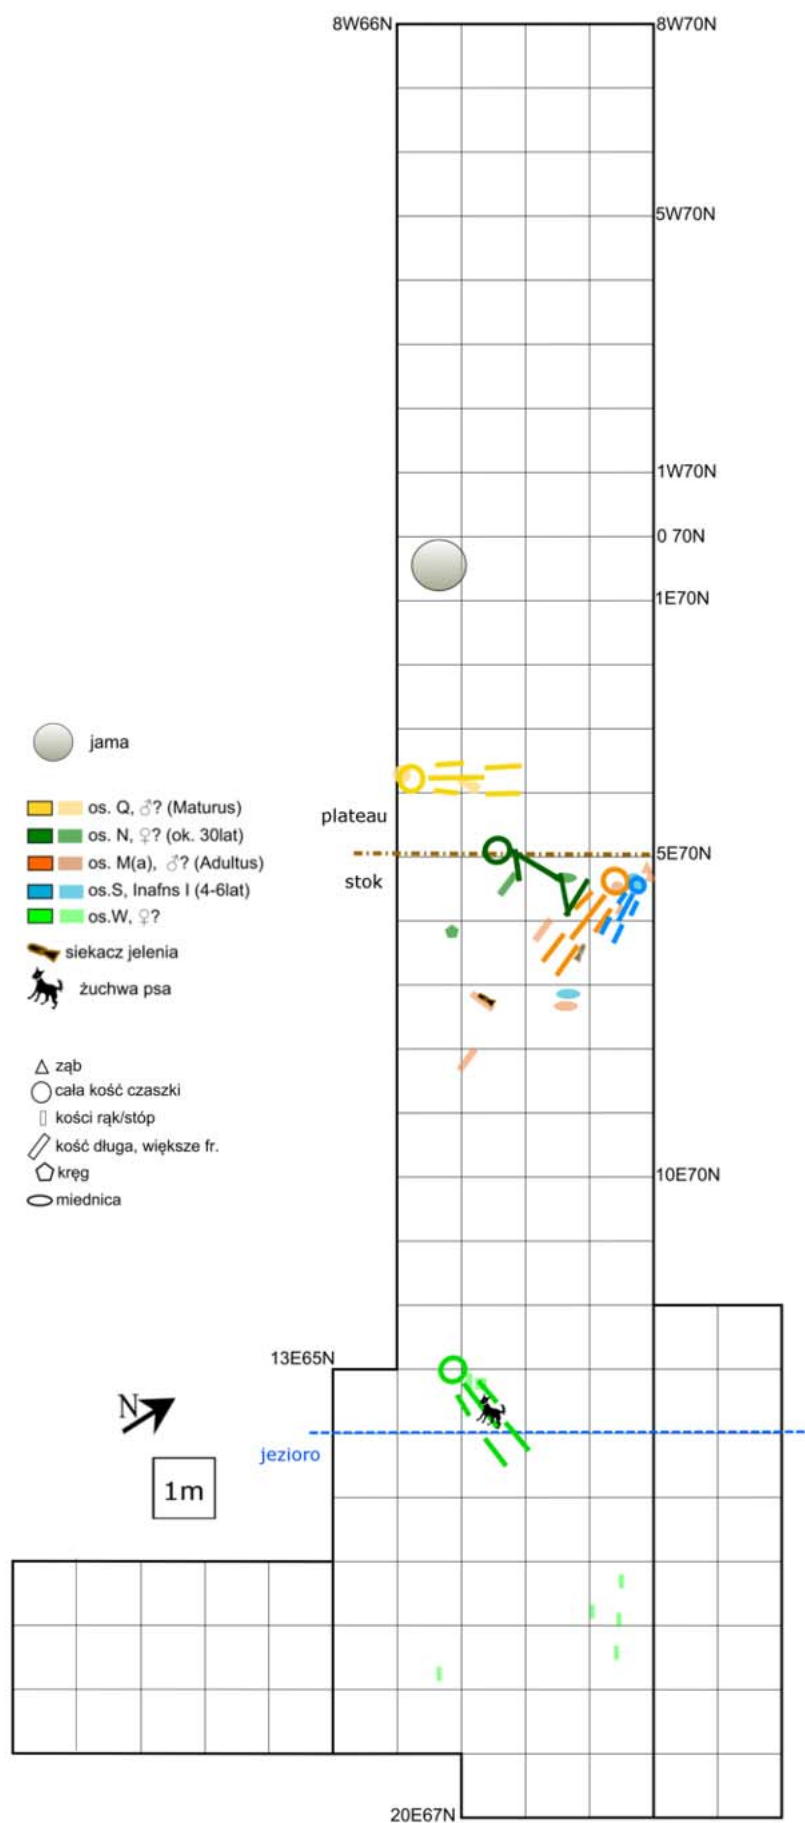 8W66N
8W70N
5W70N
1W70N
0 70N
1E70N
jama
os. Q, ♂? (Maturus)
plateau
os. N, ♀? (ok. 30lat)
5E70N
os. M(a), ♂? (Adultus)
stok
os.S, Inafns I (4-6lat)
os.W, ♀?
siekacz jelenia
żuchwa psa
ząb
cała kość czaszki
kości rąk/stóp
kość długa, większe fr.
kręg
miednica
10E70N
13E65N
N
jezioro
1m
20E67N